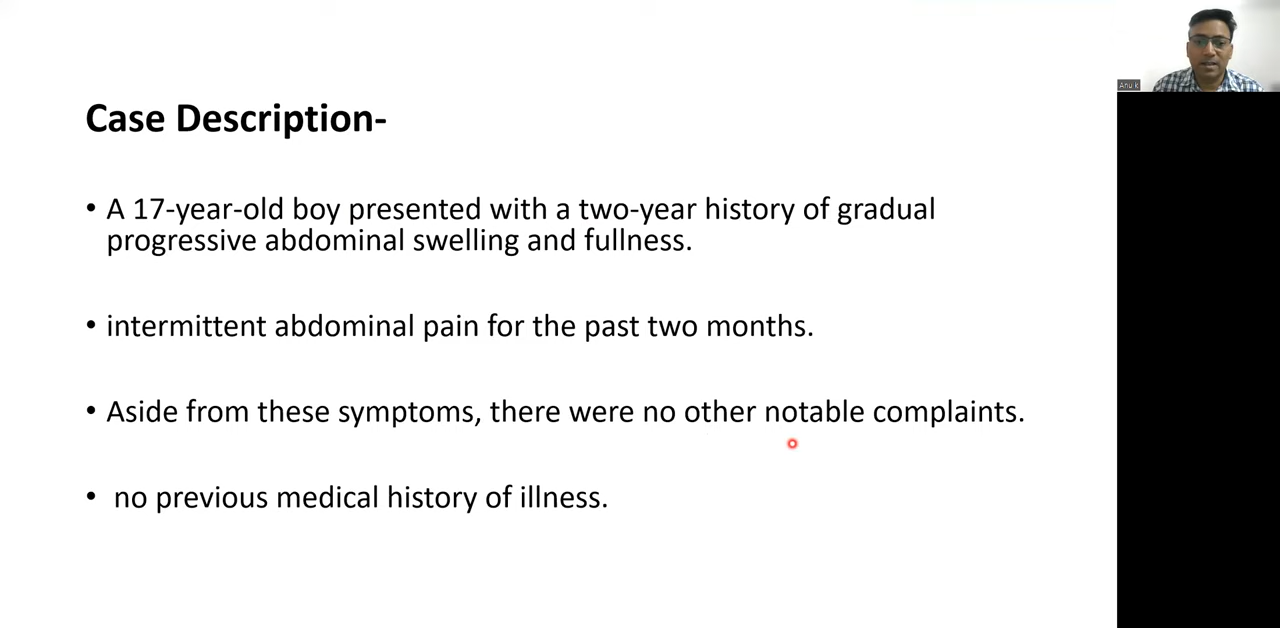 Case Description-
• A 17-year-old boy presented with a two-year history of gradual
progressive abdominal swelling and fullness.
• intermittent abdominal pain for the past two months.
• Aside from these symptoms, there were no other notable complaints.
• no previous medical history of illness.
Anu K